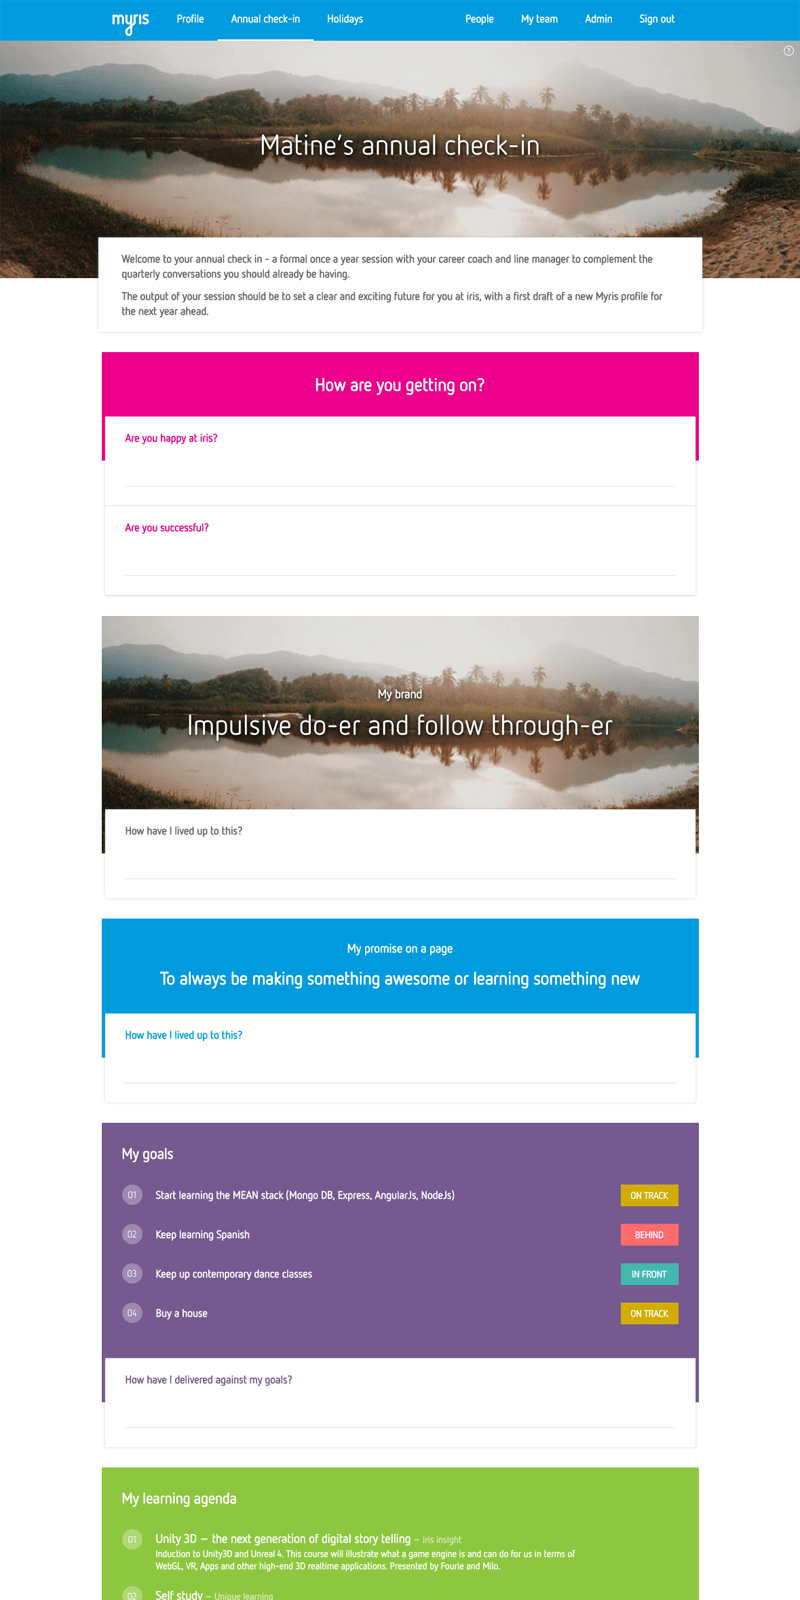 myris Profile Annual check-in Holidays People My team Admin Sign out
?
Matine's annual check-in
Welcome to your annual check in - a formal once a year session with your career coach and line manager to complement the
quarterly conversations you should already be having.
The output of your session should be to set a clear and exciting future for you at iris, with a first draft of a new Myris profile for
the next year ahead.
How are you getting on?
Are you happy at iris?
Are you successful?
My brand
Impulsive do-er and follow through-er
How have I lived up to this?
My promise on a page
To always be making something awesome or learning something new
How have I lived up to this?
My goals
01 Start learning the MEAN stack (Mongo DB, Express, AngularJs, NodeJs) ON TRACK
02 Keep learning Spanish BEHIND
03 Keep up contemporary dance classes IN FRONT
04 Buy a house ON TRACK
How have I delivered against my goals?
My learning agenda
01 Unity 3D – the next generation of digital story telling – iris insight
Induction to Unity3D and Unreal 4. This course will illustrate what a game engine is and can do for us in terms of
WebGL, VR, Apps and other high-end 3D realtime applications. Presented by Fourie and Milo.
02 Self study – Unique learning